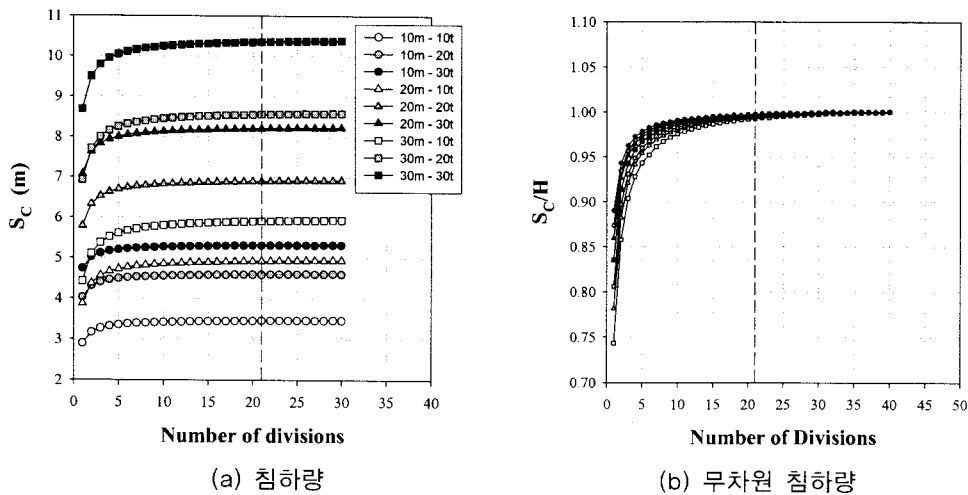 11
10
9
8
7
6
5
4
3
2
S_C (m)
0 5 10 15 20 25 30 35 40
Number of divisions
10m - 10t
10m - 20t
10m - 30t
20m - 10t
20m - 20t
20m - 30t
30m - 10t
30m - 20t
30m - 30t
(a) 침하량
1.10
1.05
1.00
0.95
0.90
0.85
0.80
0.75
0.70
S_C/H
0 5 10 15 20 25 30 35 40 45 50
Number of Divisions
(b) 무차원 침하량